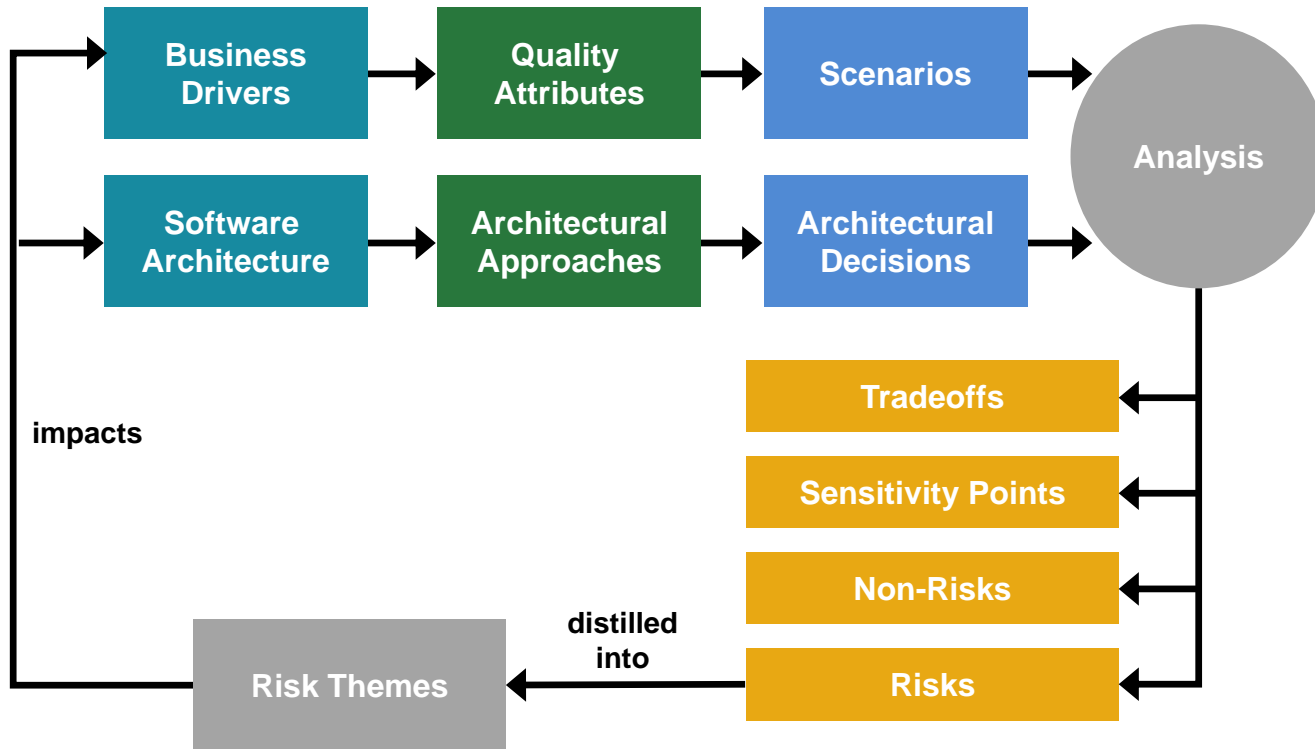 Business
Drivers
Quality
Attributes
Scenarios
Analysis
Software
Architecture
Architectural
Approaches
Architectural
Decisions
Tradeoffs
impacts
Sensitivity Points
Non-Risks
distilled
into
Risk Themes
Risks